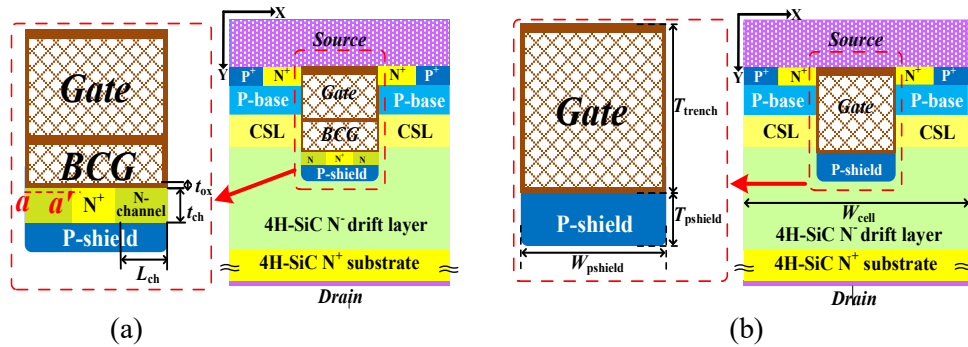 Gate
BCG
tox
a a'
N+
N-
channel
tch
P-shield
Lch
X
Y
Source
P+ N+ N+ P+
P-base Gate P-base
CSL BCG CSL
N N+ N
P-shield
4H-SiC N- drift layer
4H-SiC N+ substrate
Drain
(a)
Gate
Ttrench
P-shield
Tpshield
Wpshield
X
Y
Source
P+ N+ N+ P+
P-base Gate P-base
CSL CSL
P-shield
Wcell
4H-SiC N- drift layer
4H-SiC N+ substrate
Drain
(b)